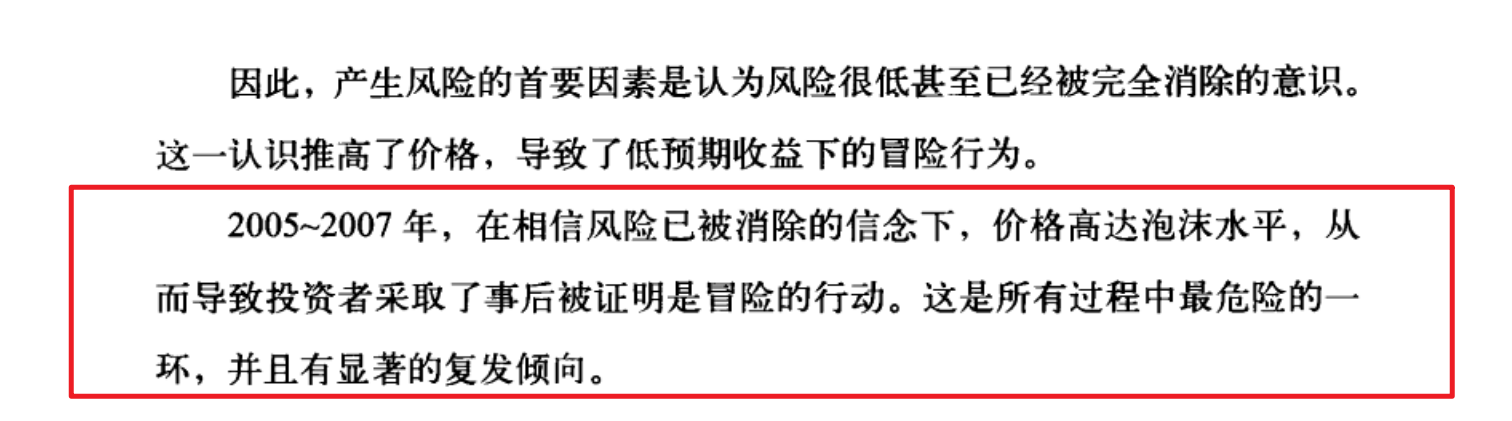 因此，产生风险的首要因素是认为风险很低甚至已经被完全消除的意识。
这一认识推高了价格，导致了低预期收益下的冒险行为。
2005~2007 年，在相信风险已被消除的信念下，价格高达泡沫水平，从
而导致投资者采取了事后被证明是冒险的行动。这是所有过程中最危险的一
环，并且有显著的复发倾向。